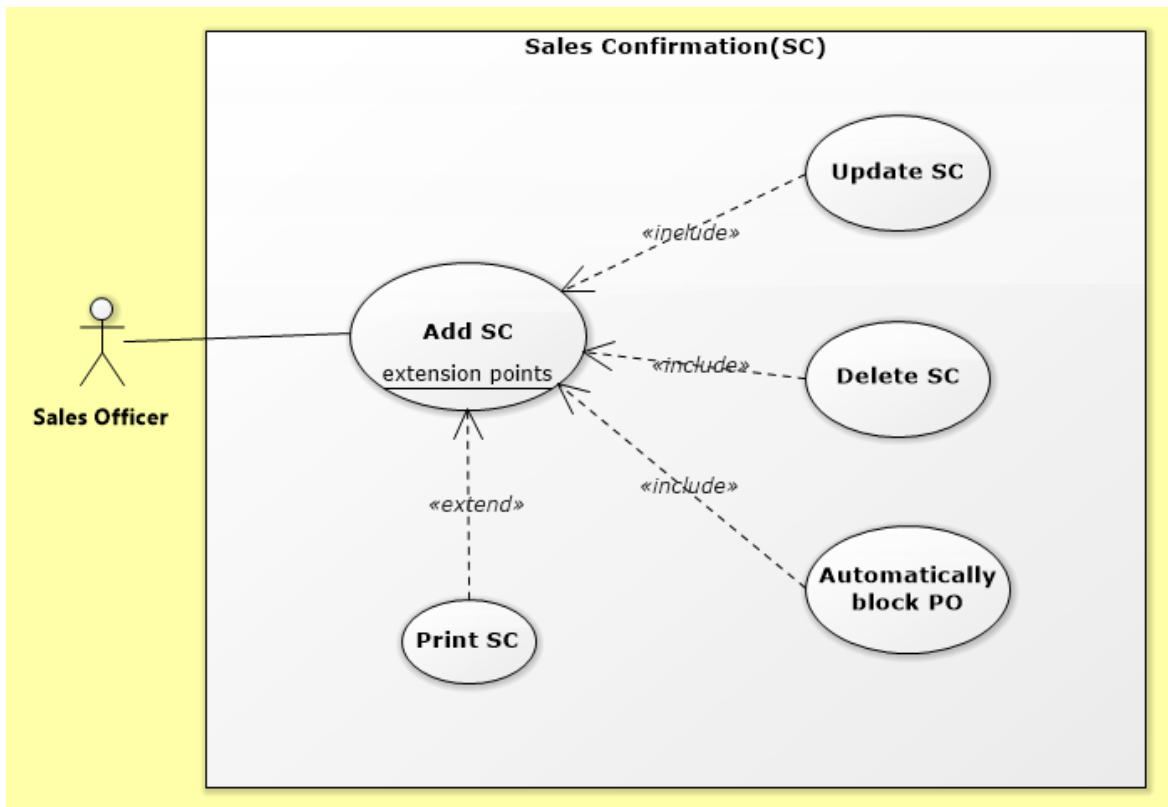 Sales Confirmation(SC)
Update SC
«include»
Add SC
extension points
«include»
Delete SC
Sales Officer
«include»
«extend»
Automatically
block PO
Print SC